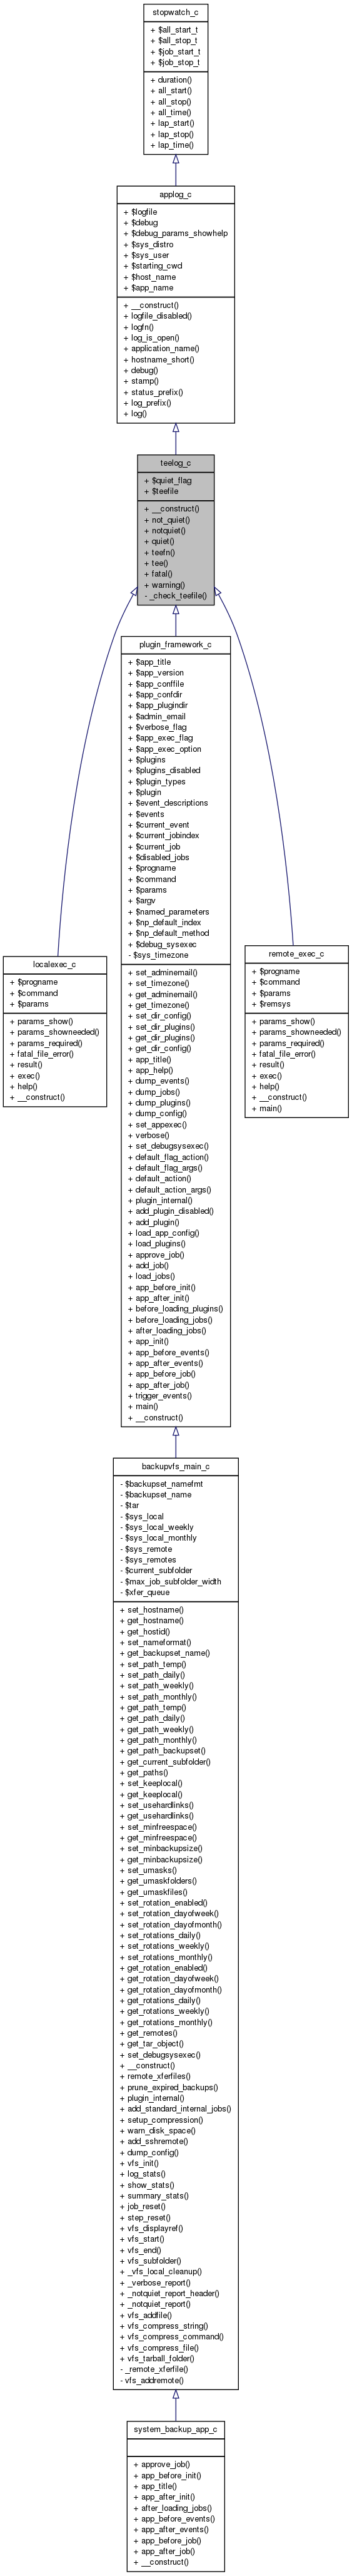 stopwatch_c
+ $all_start_t
+ $all_stop_t
+ $job_start_t
+ $job_stop_t
+ duration()
+ all_start()
+ all_stop()
+ all_time()
+ lap_start()
+ lap_stop()
+ lap_time()
applog_c
+ $logfile
+ $debug
+ $debug_params_showhelp
+ $sys_distro
+ $sys_user
+ $starting_cwd
+ $host_name
+ $app_name
+ __construct()
+ logfile_disabled()
+ logfn()
+ log_is_open()
+ application_name()
+ hostname_short()
+ debug()
+ stamp()
+ status_prefix()
+ log_prefix()
+ log()
teelog_c
+ $quiet_flag
+ $teefile
+ __construct()
+ not_quiet()
+ notquiet()
+ quiet()
+ teefn()
+ tee()
+ fatal()
+ warning()
- _check_teefile()
plugin_framework_c
+ $app_title
+ $app_version
+ $app_conffile
+ $app_confdir
+ $app_plugindir
+ $admin_email
+ $verbose_flag
+ $app_exec_flag
+ $app_exec_option
+ $plugins
+ $plugins_disabled
+ $plugin_types
+ $plugin
+ $event_descriptions
+ $events
+ $current_event
+ $current_jobindex
+ $current_job
+ $disabled_jobs
+ $progname
+ $command
+ $params
+ $argv
+ $named_parameters
+ $np_default_index
+ $np_default_method
+ $debug_sysexec
- $sys_timezone
+ set_adminemail()
+ set_timezone()
+ get_adminemail()
+ get_timezone()
+ set_dir_config()
+ set_dir_plugins()
+ get_dir_plugins()
+ get_dir_config()
+ app_title()
+ app_help()
+ dump_events()
+ dump_jobs()
+ dump_plugins()
+ dump_config()
+ set_appexec()
+ verbose()
+ set_debugsysexec()
+ default_flag_action()
+ default_flag_args()
+ default_action()
+ default_action_args()
+ plugin_internal()
+ add_plugin_disabled()
+ add_plugin()
+ load_app_config()
+ load_plugins()
+ approve_job()
+ add_job()
+ load_jobs()
+ app_before_init()
+ app_after_init()
+ before_loading_plugins()
+ before_loading_jobs()
+ after_loading_jobs()
+ app_init()
+ app_before_events()
+ app_after_events()
+ app_before_job()
+ app_after_job()
+ trigger_events()
+ main()
+ __construct()
localexec_c
+ $progname
+ $command
+ $params
+ params_show()
+ params_showneeded()
+ params_required()
+ fatal_file_error()
+ result()
+ exec()
+ help()
+ __construct()
remote_exec_c
+ $progname
+ $command
+ $params
+ $remsys
+ params_show()
+ params_showneeded()
+ params_required()
+ fatal_file_error()
+ result()
+ exec()
+ help()
+ __construct()
+ main()
backupvfs_main_c
- $backupset_namefmt
- $backupset_name
- $tar
- $sys_local
- $sys_local_weekly
- $sys_local_monthly
- $sys_remote
- $sys_remotes
- $current_subfolder
- $max_job_subfolder_width
- $xfer_queue
+ set_hostname()
+ get_hostname()
+ get_hostid()
+ set_nameformat()
+ get_backupset_name()
+ set_path_temp()
+ set_path_daily()
+ set_path_weekly()
+ set_path_monthly()
+ get_path_temp()
+ get_path_daily()
+ get_path_weekly()
+ get_path_monthly()
+ get_path_backupset()
+ get_current_subfolder()
+ get_paths()
+ set_keeplocal()
+ get_keeplocal()
+ set_usehardlinks()
+ get_usehardlinks()
+ set_minfreespace()
+ get_minfreespace()
+ set_minbackupsize()
+ get_minbackupsize()
+ set_umasks()
+ get_umaskfolders()
+ get_umaskfiles()
+ set_rotation_enabled()
+ set_rotation_dayofweek()
+ set_rotation_dayofmonth()
+ set_rotations_daily()
+ set_rotations_weekly()
+ set_rotations_monthly()
+ get_rotation_enabled()
+ get_rotation_dayofweek()
+ get_rotation_dayofmonth()
+ get_rotations_daily()
+ get_rotations_weekly()
+ get_rotations_monthly()
+ get_remotes()
+ get_tar_object()
+ set_debugsysexec()
+ __construct()
+ remote_xferfiles()
+ prune_expired_backups()
+ plugin_internal()
+ add_standard_internal_jobs()
+ setup_compression()
+ warn_disk_space()
+ add_sshremote()
+ dump_config()
+ vfs_init()
+ log_stats()
+ show_stats()
+ summary_stats()
+ job_reset()
+ step_reset()
+ vfs_displayref()
+ vfs_start()
+ vfs_end()
+ vfs_subfolder()
+ _vfs_local_cleanup()
+ _verbose_report()
+ _notquiet_report_header()
+ _notquiet_report()
+ vfs_addfile()
+ vfs_compress_string()
+ vfs_compress_command()
+ vfs_compress_file()
+ vfs_tarball_folder()
- _remote_xferfile()
- vfs_addremote()
system_backup_app_c
+ approve_job()
+ app_before_init()
+ app_title()
+ app_after_init()
+ after_loading_jobs()
+ app_before_events()
+ app_after_events()
+ app_before_job()
+ app_after_job()
+ __construct()